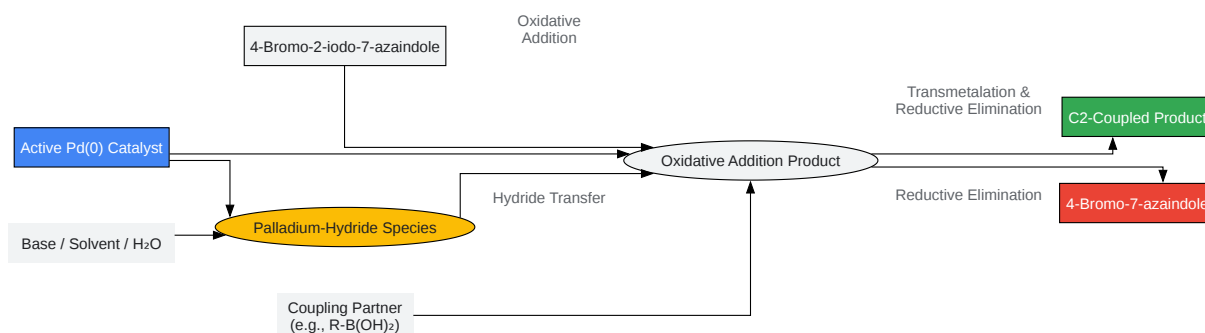 Oxidative
Addition
4-Bromo-2-iodo-7-azaindole
Transmetalation &
Reductive Elimination
C2-Coupled Product
Active Pd(0) Catalyst
Oxidative Addition Product
Hydride Transfer
Reductive Elimination
4-Bromo-7-azaindole
Palladium-Hydride Species
Base / Solvent / H₂O
Coupling Partner
(e.g., R-B(OH)₂)